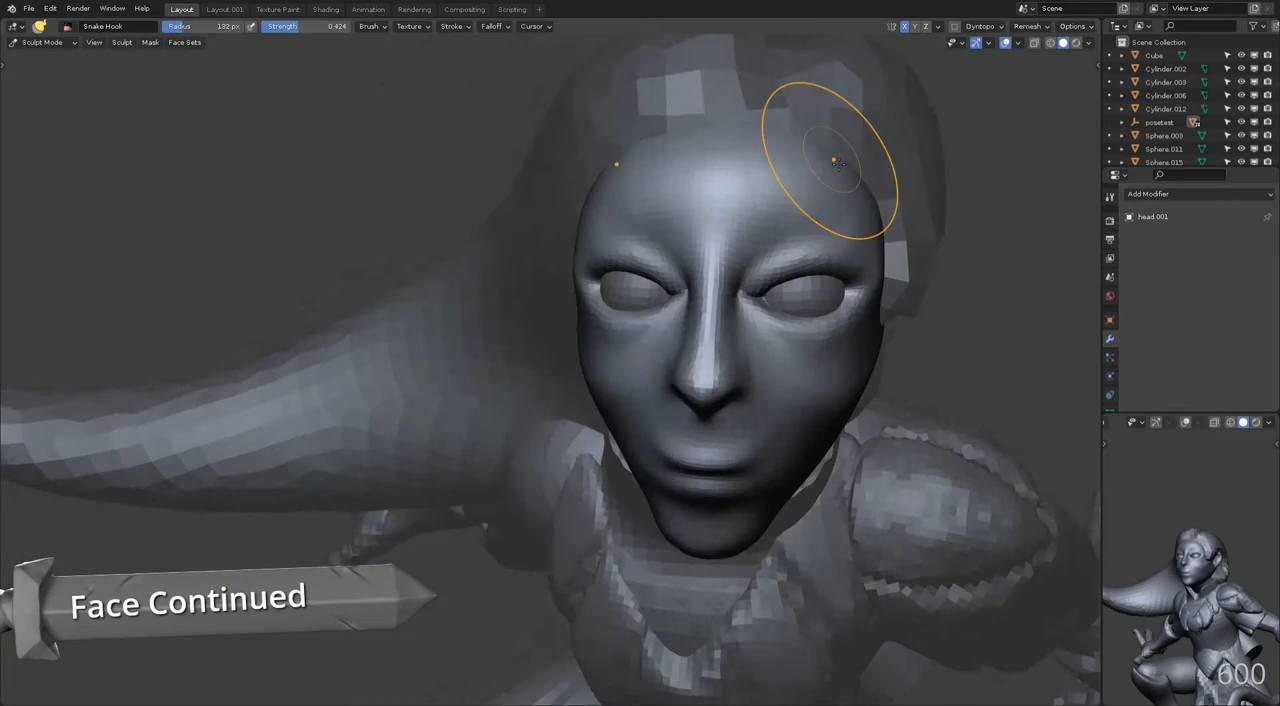 File Edit Render Window Help Layout Layout.001 Texture Paint Shading Animation Rendering Compositing Scripting Scene View Layer
Snake Hook Radius 132 px Strength 0.424 Brush Texture Stroke Falloff Cursor X Y Z Dyntopo Remesh Options
Sculpt Mode View Sculpt Mask Face Sets
Scene Collection
Cube
Cylinder.002
Cylinder.003
Cylinder.006
Cylinder.012
posetest
Sphere.009
Sphere.011
Sphere.015
Add Modifier
head.001
Face Continued
600